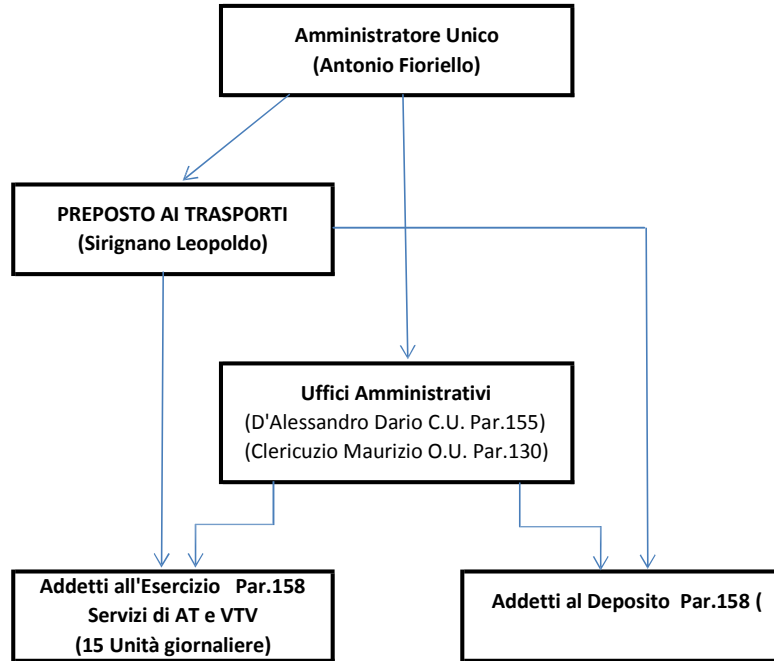 Amministratore Unico
(Antonio Fioriello)
PREPOSTO AI TRASPORTI
(Sirignano Leopoldo)
Uffici Amministrativi
(D'Alessandro Dario C.U. Par.155)
(Clericuzio Maurizio O.U. Par.130)
Addetti all'Esercizio Par.158
Servizi di AT e VTV
(15 Unità giornaliere)
Addetti al Deposito Par.158 (